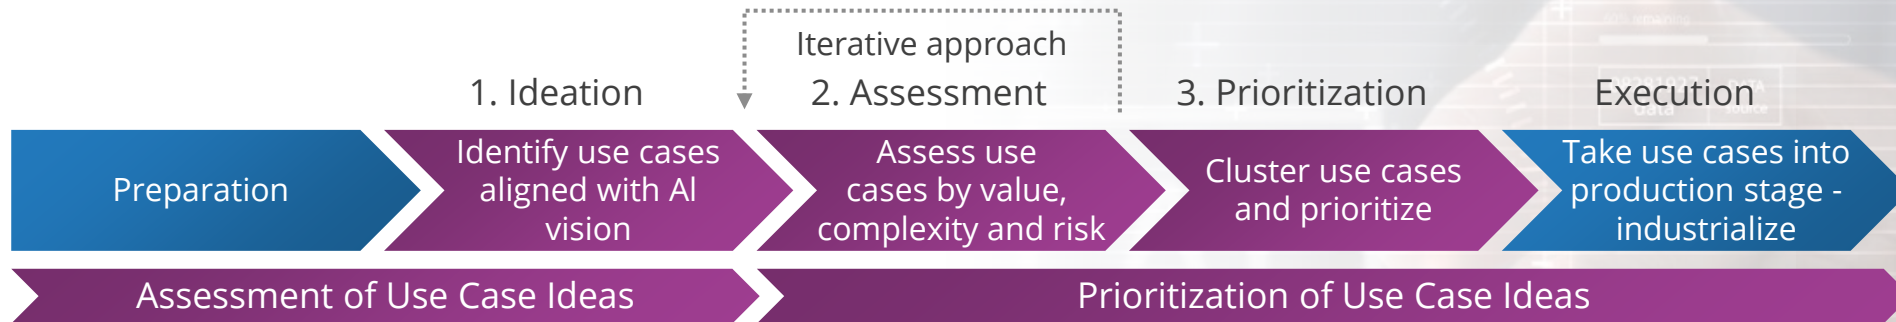 Iterative approach
1. Ideation
2. Assessment
3. Prioritization
Execution
Preparation
Identify use cases
aligned with AI
vision
Assess use
cases by value,
complexity and risk
Cluster use cases
and prioritize
Take use cases into
production stage -
industrialize
Assessment of Use Case Ideas
Prioritization of Use Case Ideas